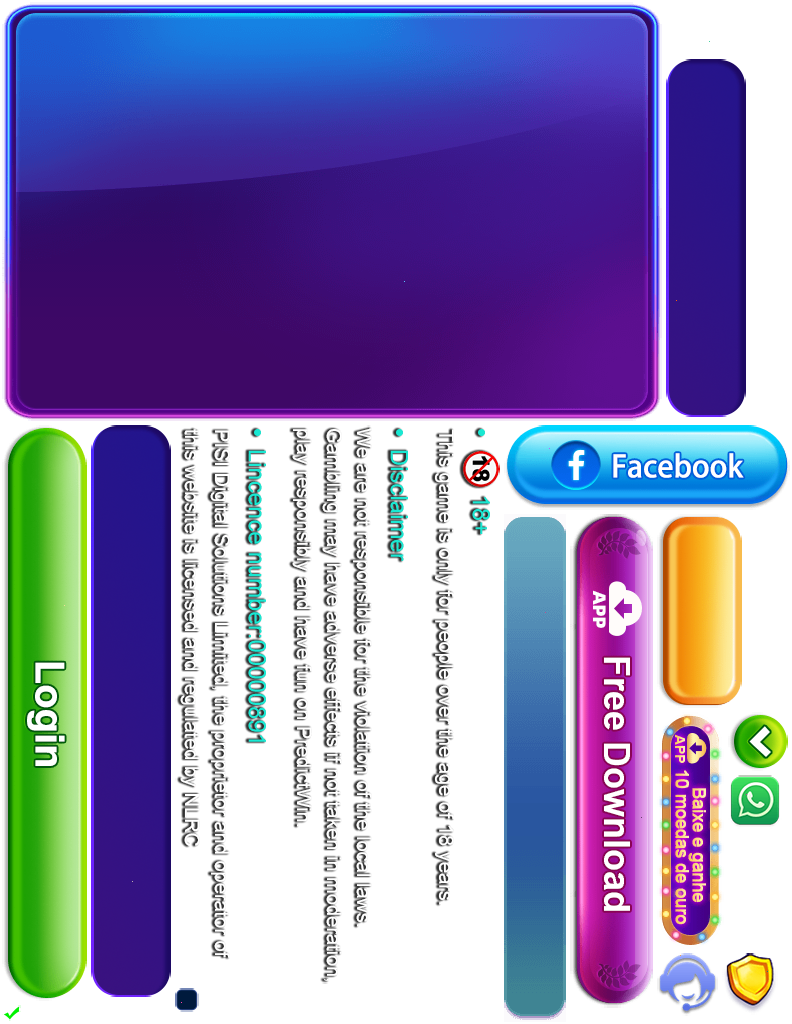 Facebook
18
18+
This game is only for people over the age of 18 years.
Disclaimer
We are not responsible for the violation of the local laws.
Gambling may have adverse effects if not taken in moderation,
play responsibly and have fun on PredictWin.
Lincence number:00000691
PISI Digital Solutions Limited, the proprietor and operator of
this website is licensed and regulated by NLRC
APP
Free Download
APP
Baixe e ganhe
10 moedas de ouro
Login